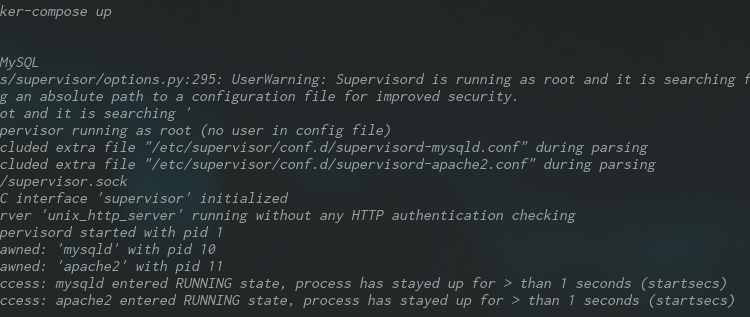 ker-compose up
MySQL
s/supervisor/options.py:295: UserWarning: Supervisord is running as root and it is searching f
g an absolute path to a configuration file for improved security.
ot and it is searching '
pervisor running as root (no user in config file)
cluded extra file "/etc/supervisor/conf.d/supervisord-mysqld.conf" during parsing
cluded extra file "/etc/supervisor/conf.d/supervisord-apache2.conf" during parsing
/supervisor.sock
C interface 'supervisor' initialized
rver 'unix_http_server' running without any HTTP authentication checking
pervisord started with pid 1
awned: 'mysqld' with pid 10
awned: 'apache2' with pid 11
ccess: mysqld entered RUNNING state, process has stayed up for > than 1 seconds (startsecs)
ccess: apache2 entered RUNNING state, process has stayed up for > than 1 seconds (startsecs)